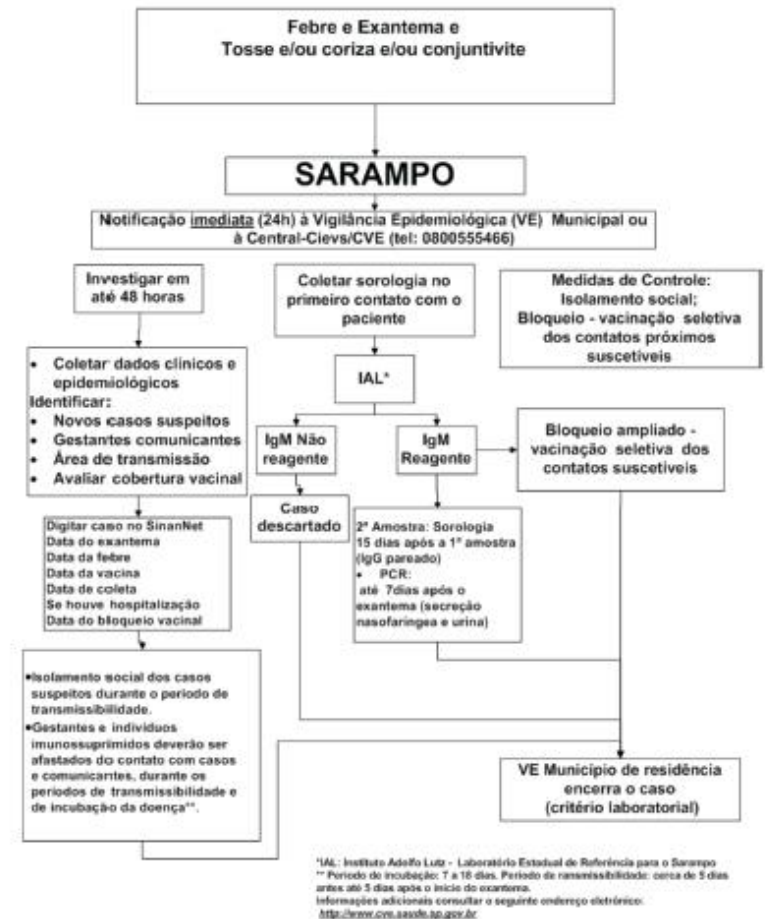 Febre e Exantema e
Tosse e/ou coriza e/ou conjuntivite
SARAMPO
Notificação imediata (24h) à Vigilância Epidemiológica (VE) Municipal ou
à Central-Cievs/CVE (tel: 0800555466)
Investigar em
até 48 horas
Coletar sorologia no
primeiro contato com o
paciente
Medidas de Controle:
Isolamento social;
Bloqueio - vacinação seletiva
dos contatos próximos
suscetíveis
• Coletar dados clínicos e
epidemiológicos
Identificar:
• Novos casos suspeitos
• Gestantes comunicantes
• Área de transmissão
• Avaliar cobertura vacinal
IAL*
IgM Não
reagente
IgM
Reagente
Bloqueio ampliado -
vacinação seletiva dos
contatos suscetíveis
Caso
descartado
Digitar caso no SinanNet
Data do exantema
Data da febre
Data da vacina
Data de coleta
Se houve hospitalização
Data do bloqueio vacinal
2ª Amostra: Sorologia
15 dias após a 1ª amostra
(IgG pareado)
• PCR:
até 7dias após o
exantema (secreção
nasofaríngea e urina)
•Isolamento social dos casos
suspeitos durante o período de
transmissibilidade.
•Gestantes e indivíduos
imunossuprimidos deverão ser
afastados do contato com casos
e comunicantes, durante os
períodos de transmissibilidade e
de incubação da doença**.
VE Município de residência
encerra o caso
(critério laboratorial)
*IAL: Instituto Adolfo Lutz - Laboratório Estadual de Referência para o Sarampo
** Período de incubação: 7 a 18 dias. Período de ransmissibilidade: cerca de 5 dias
antes até 5 dias após o início do exantema.
Informações adicionais consultar o seguinte endereço eletrônico:
http://www.cve.saude.sp.gov.br